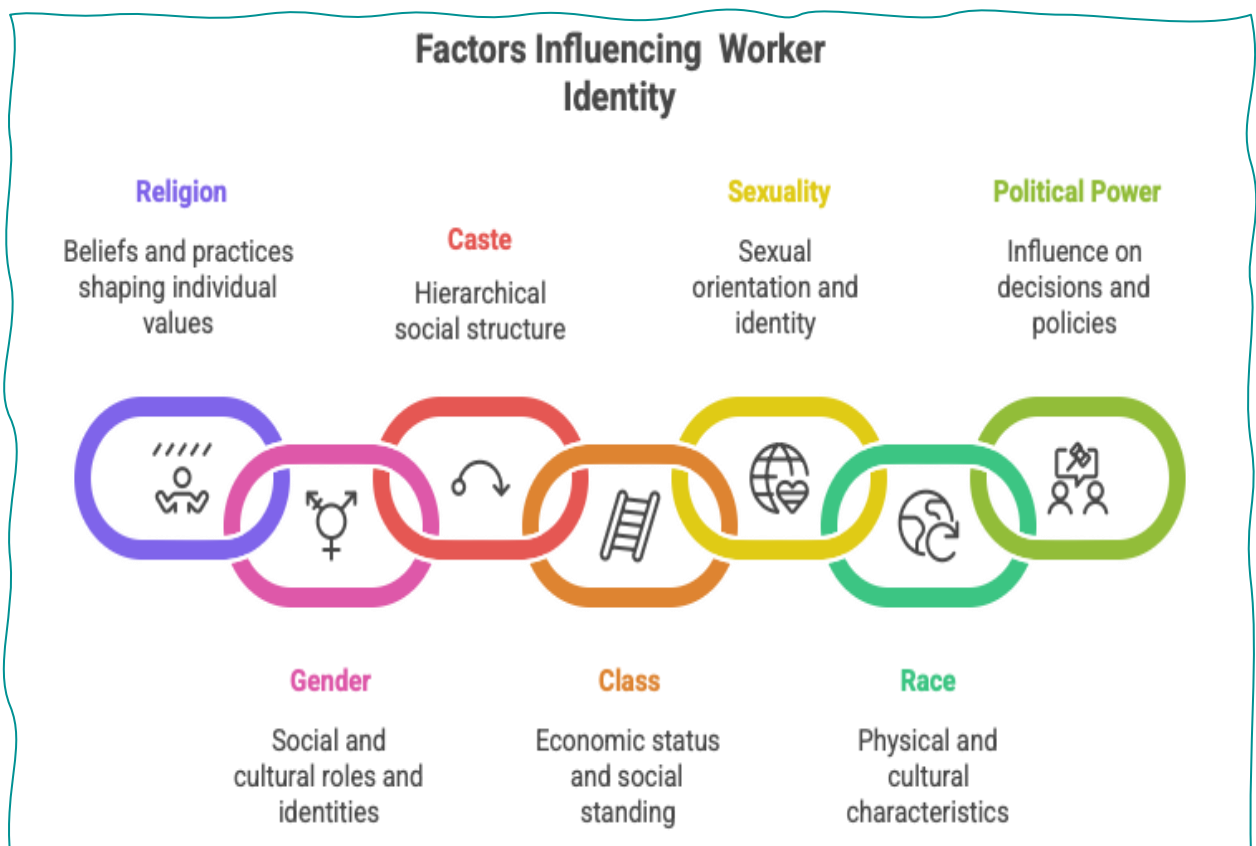 Factors Influencing Worker
Identity
Religion
Beliefs and practices
shaping individual
values
Caste
Hierarchical
social structure
Sexuality
Sexual
orientation and
identity
Political Power
Influence on
decisions and
policies
Gender
Social and
cultural roles and
identities
Class
Economic status
and social
standing
Race
Physical and
cultural
characteristics